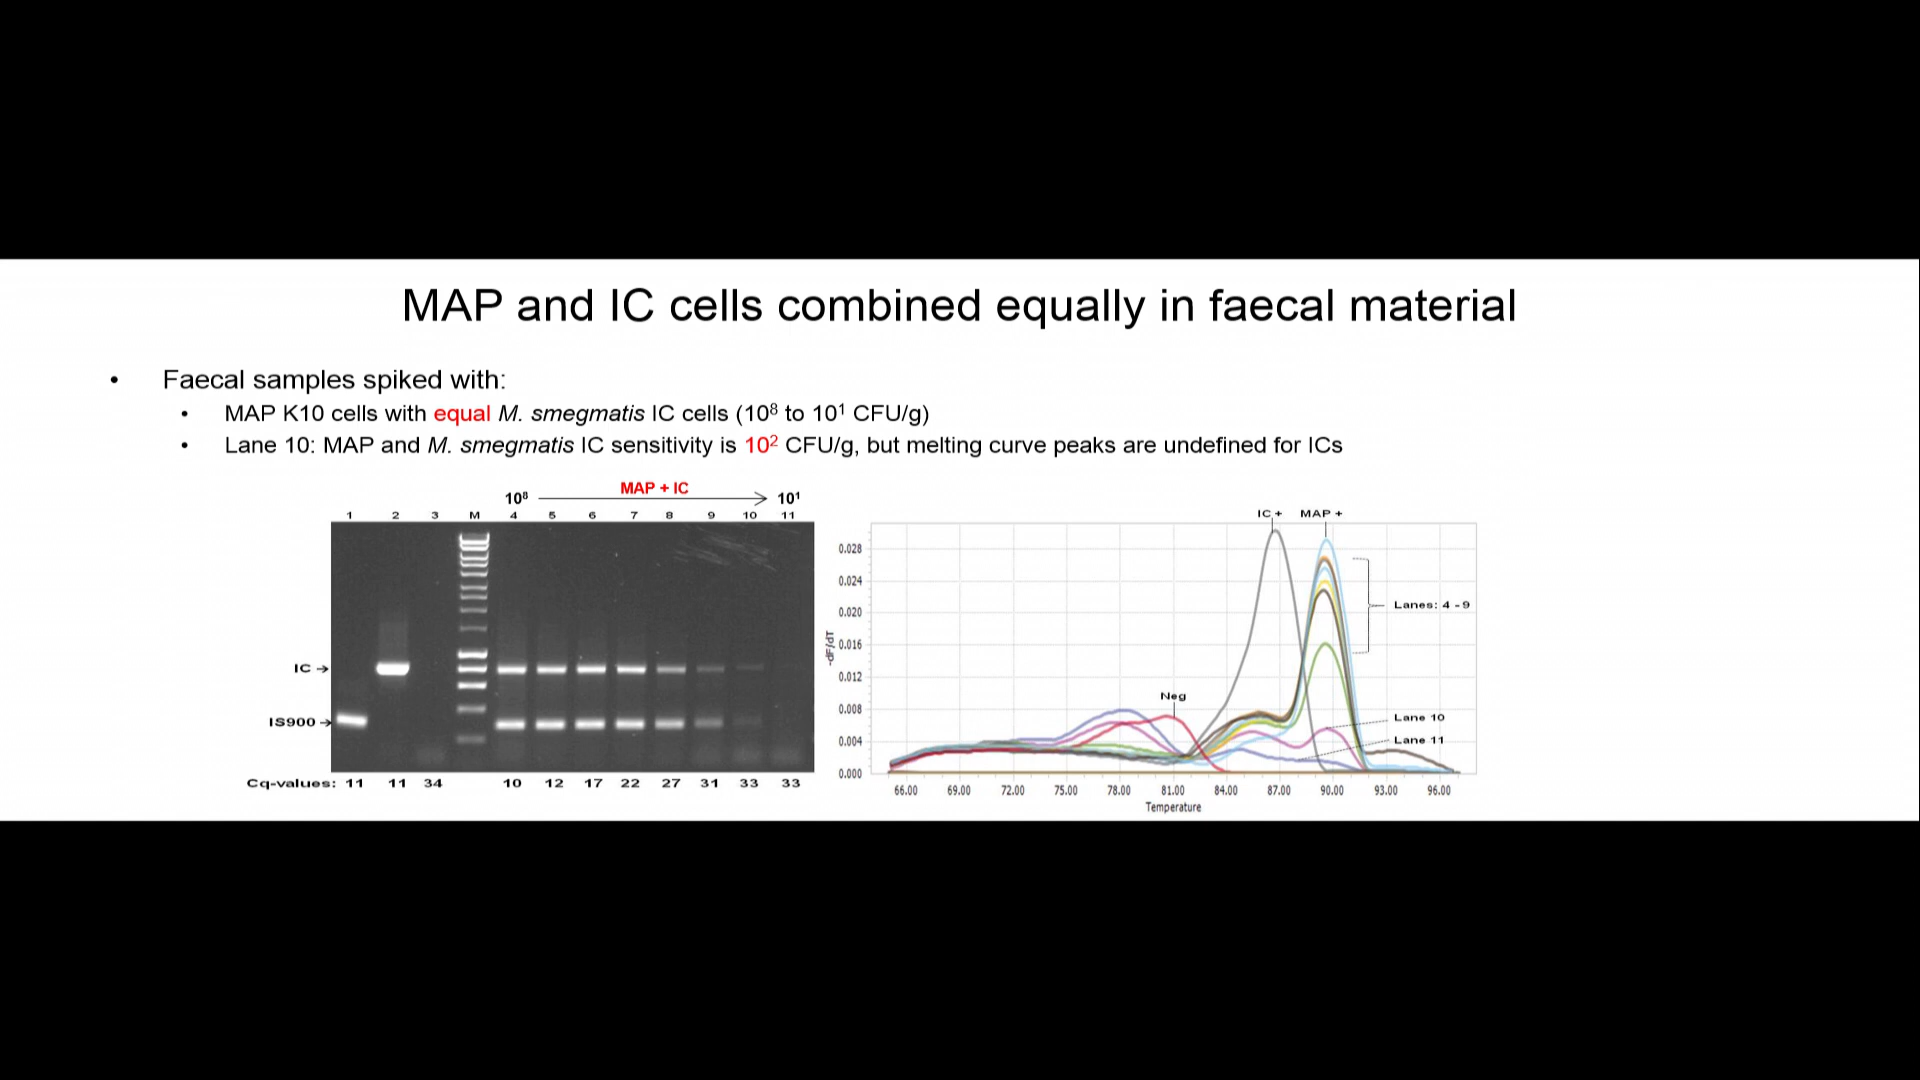 MAP and IC cells combined equally in faecal material
• Faecal samples spiked with:
• MAP K10 cells with equal M. smegmatis IC cells (10⁸ to 10¹ CFU/g)
• Lane 10: MAP and M. smegmatis IC sensitivity is 10² CFU/g, but melting curve peaks are undefined for ICs
MAP + IC
10⁸ 10¹
1 2 3 M 4 5 6 7 8 9 10 11
IC →
IS900 →
Cq-values: 11 11 34 10 12 17 22 27 31 33 33
IC + MAP +
0.028
0.024
0.020
0.016
0.012
0.008
0.004
0.000
-dF/dT
Lanes: 4 - 9
Neg
Lane 10
Lane 11
66.00 69.00 72.00 75.00 78.00 81.00 84.00 87.00 90.00 93.00 96.00
Temperature